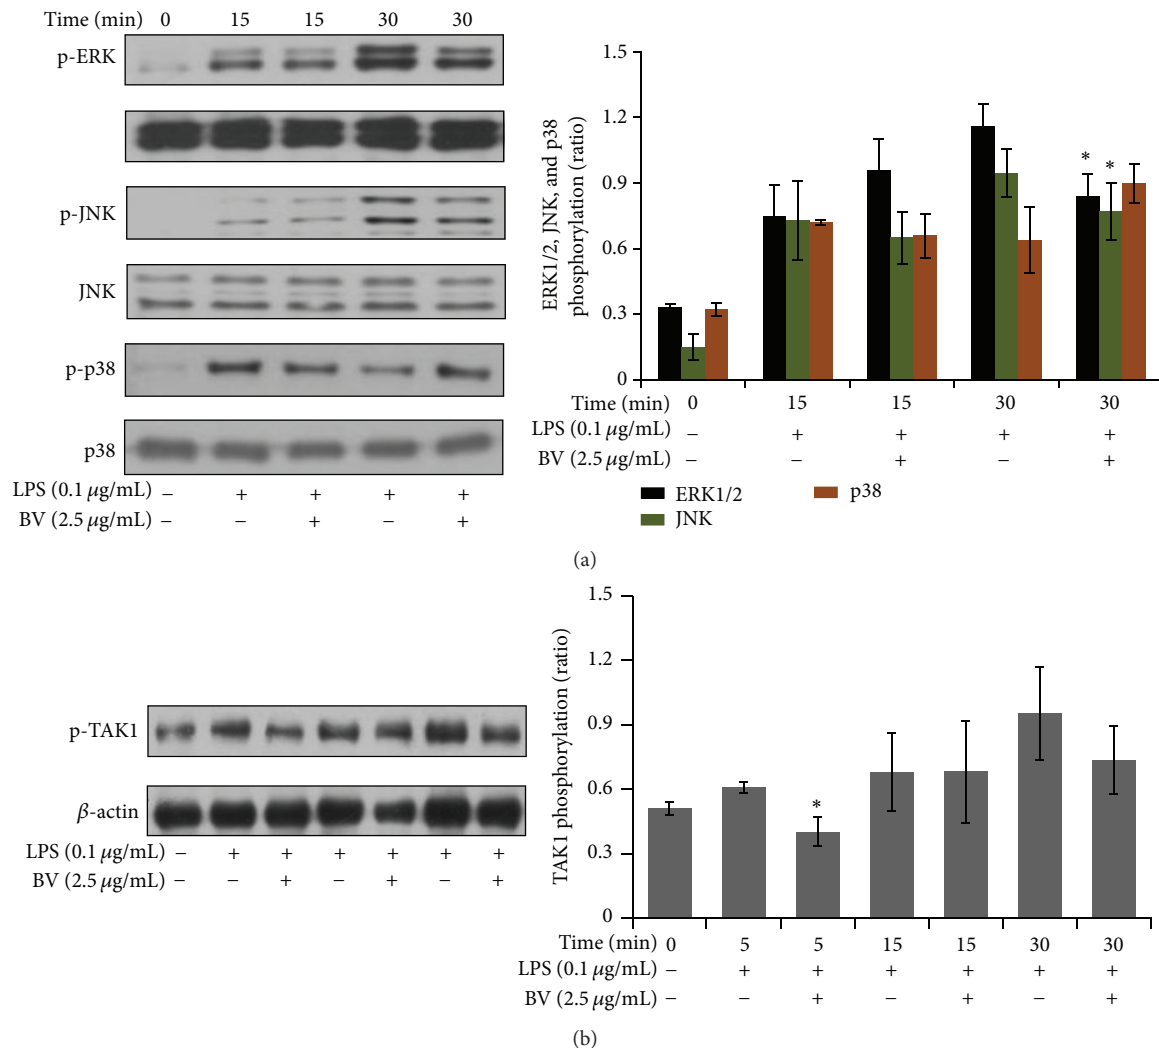 Time (min) 0 15 15 30 30
p-ERK
p-JNK
JNK
p-p38
p38
LPS (0.1 μg/mL) − + + + +
BV (2.5 μg/mL) − − + − +
ERK1/2, JNK, and p38
phosphorylation (ratio)
1.5
1.2
0.9
0.6
0.3
0
* *
Time (min) 0 15 15 30 30
LPS (0.1 μg/mL) − + + + +
BV (2.5 μg/mL) − − + − +
ERK1/2 p38
JNK
(a)
p-TAK1
β-actin
LPS (0.1 μg/mL) − + + + + + +
BV (2.5 μg/mL) − − + − + − +
TAK1 phosphorylation (ratio)
1.5
1.2
0.9
0.6
0.3
0
*
Time (min) 0 5 5 15 15 30 30
LPS (0.1 μg/mL) − + + + + + +
BV (2.5 μg/mL) − − + − + − +
(b)